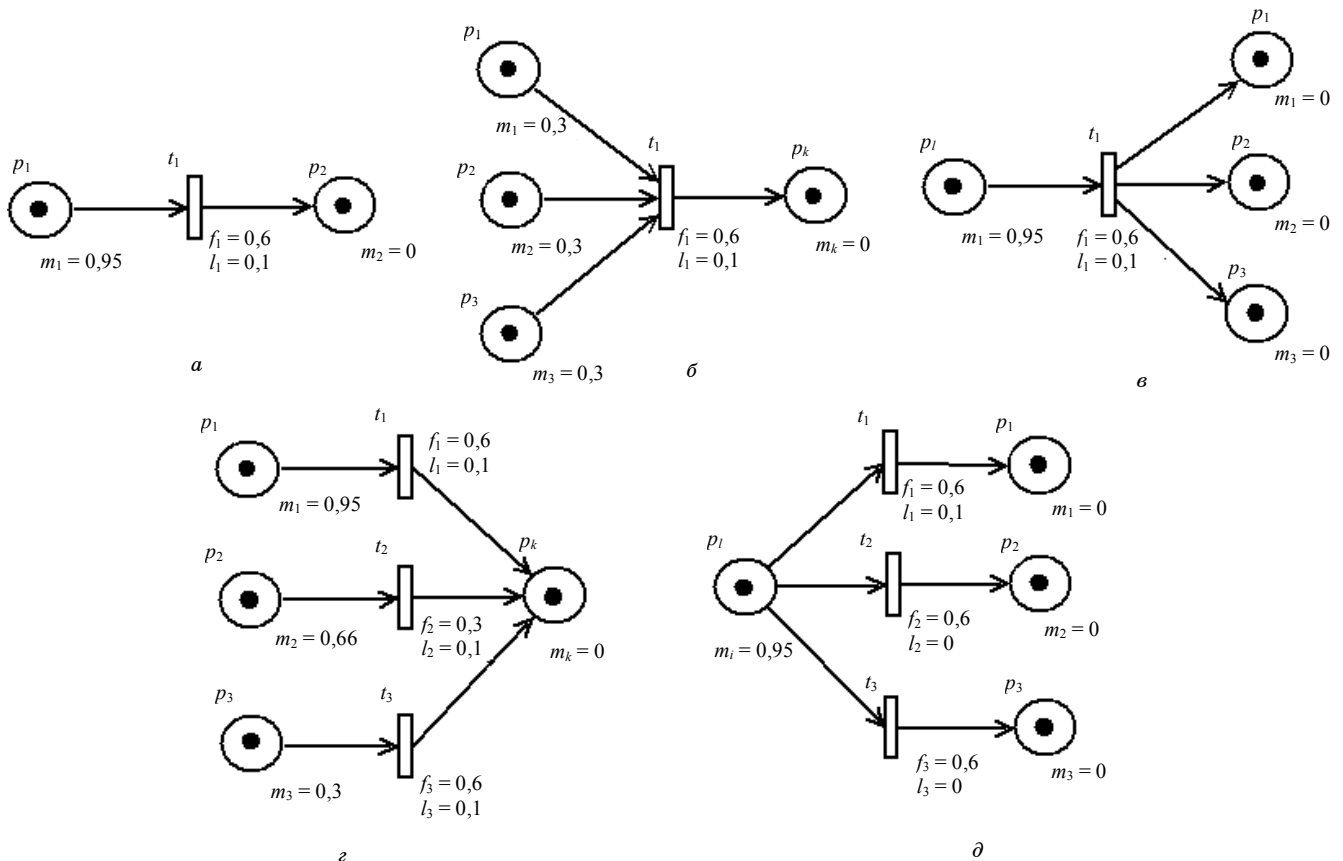 p₁
t₁
p₂
m₁ = 0,95
f₁ = 0,6
l₁ = 0,1
m₂ = 0
а
p₁
m₁ = 0,3
p₂
m₂ = 0,3
p₃
m₃ = 0,3
t₁
f₁ = 0,6
l₁ = 0,1
pₖ
mₖ = 0
б
pₗ
m₁ = 0,95
t₁
f₁ = 0,6
l₁ = 0,1
p₁
m₁ = 0
p₂
m₂ = 0
p₃
m₃ = 0
в
p₁
m₁ = 0,95
t₁
f₁ = 0,6
l₁ = 0,1
p₂
m₂ = 0,66
t₂
f₂ = 0,3
l₂ = 0,1
pₖ
mₖ = 0
p₃
m₃ = 0,3
t₃
f₃ = 0,6
l₃ = 0,1
г
pₗ
mᵢ = 0,95
t₁
f₁ = 0,6
l₁ = 0,1
p₁
m₁ = 0
t₂
f₂ = 0,6
l₂ = 0
p₂
m₂ = 0
t₃
f₃ = 0,6
l₃ = 0
p₃
m₃ = 0
д